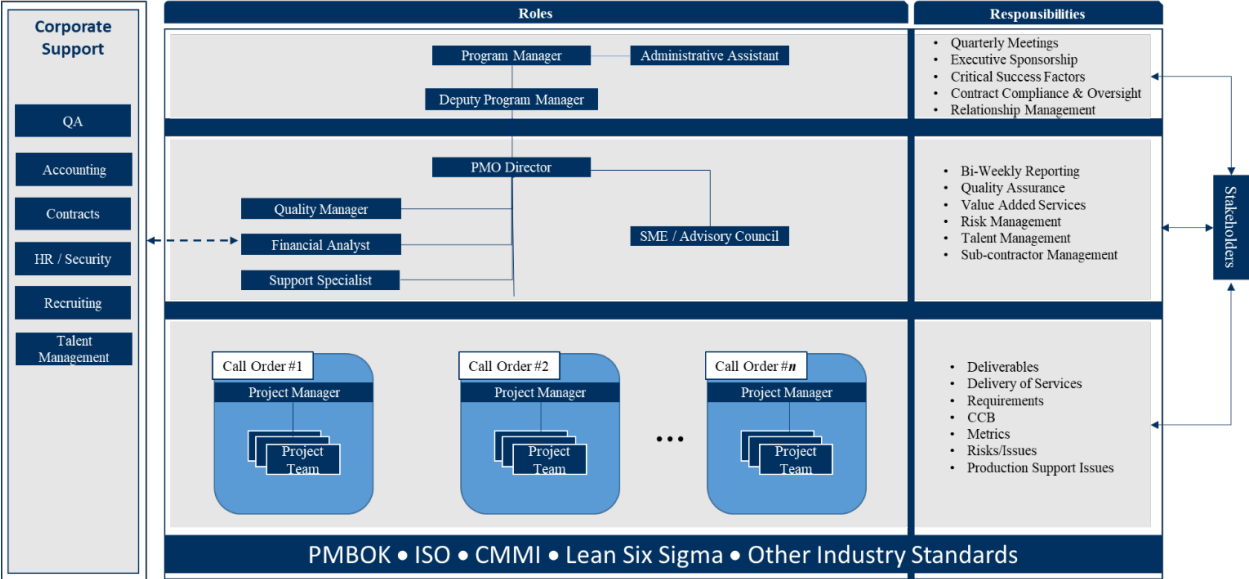 Corporate
Support
QA
Accounting
Contracts
HR / Security
Recruiting
Talent
Management
Roles
Responsibilities
Program Manager
Administrative Assistant
Deputy Program Manager
• Quarterly Meetings
• Executive Sponsorship
• Critical Success Factors
• Contract Compliance & Oversight
• Relationship Management
PMO Director
Quality Manager
Financial Analyst
Support Specialist
SME / Advisory Council
• Bi-Weekly Reporting
• Quality Assurance
• Value Added Services
• Risk Management
• Talent Management
• Sub-contractor Management
Call Order #1
Project Manager
Project
Team
Call Order #2
Project Manager
Project
Team
•••
Call Order #n
Project Manager
Project
Team
• Deliverables
• Delivery of Services
• Requirements
• CCB
• Metrics
• Risks/Issues
• Production Support Issues
Stakeholders
PMBOK • ISO • CMMI • Lean Six Sigma • Other Industry Standards